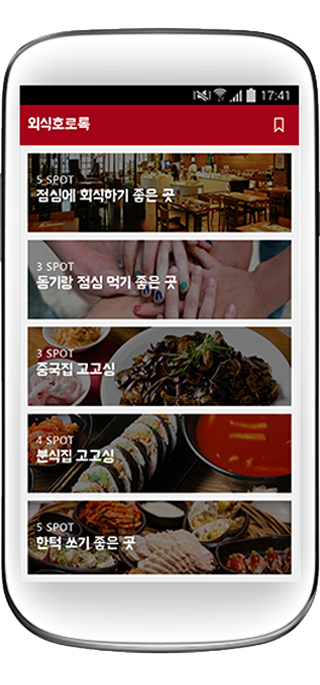 17:41
외식호로록
5 SPOT
점심에 회식하기 좋은 곳
3 SPOT
동기랑 점심 먹기 좋은 곳
3 SPOT
중국집 고고싱
4 SPOT
분식집 고고싱
5 SPOT
한턱 쏘기 좋은 곳